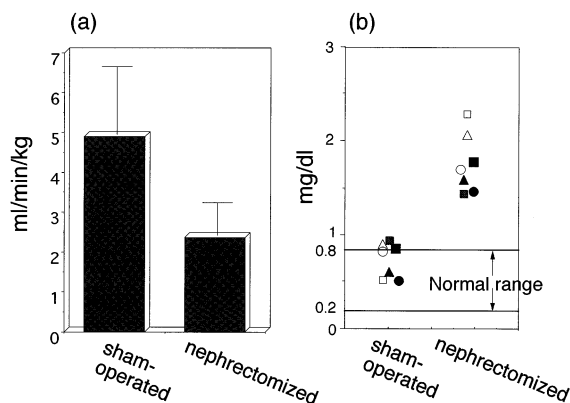 (a)
ml/min/kg
7
6
5
4
3
2
1
0
sham-
operated
nephrectomized
(b)
mg/dl
3
2
1
0.8
0.2
0
Normal range
sham-
operated
nephrectomized